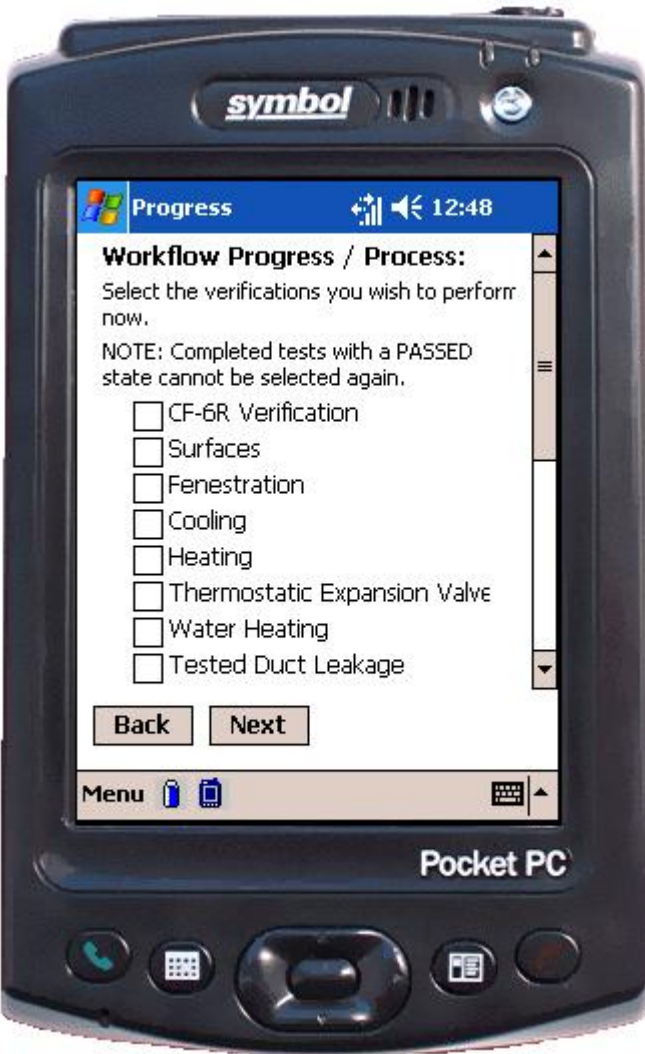 symbol
Progress
12:48
Workflow Progress / Process:
Select the verifications you wish to perform
now.
NOTE: Completed tests with a PASSED
state cannot be selected again.
CF-6R Verification
Surfaces
Fenestration
Cooling
Heating
Thermostatic Expansion Valve
Water Heating
Tested Duct Leakage
Back Next
Menu
Pocket PC